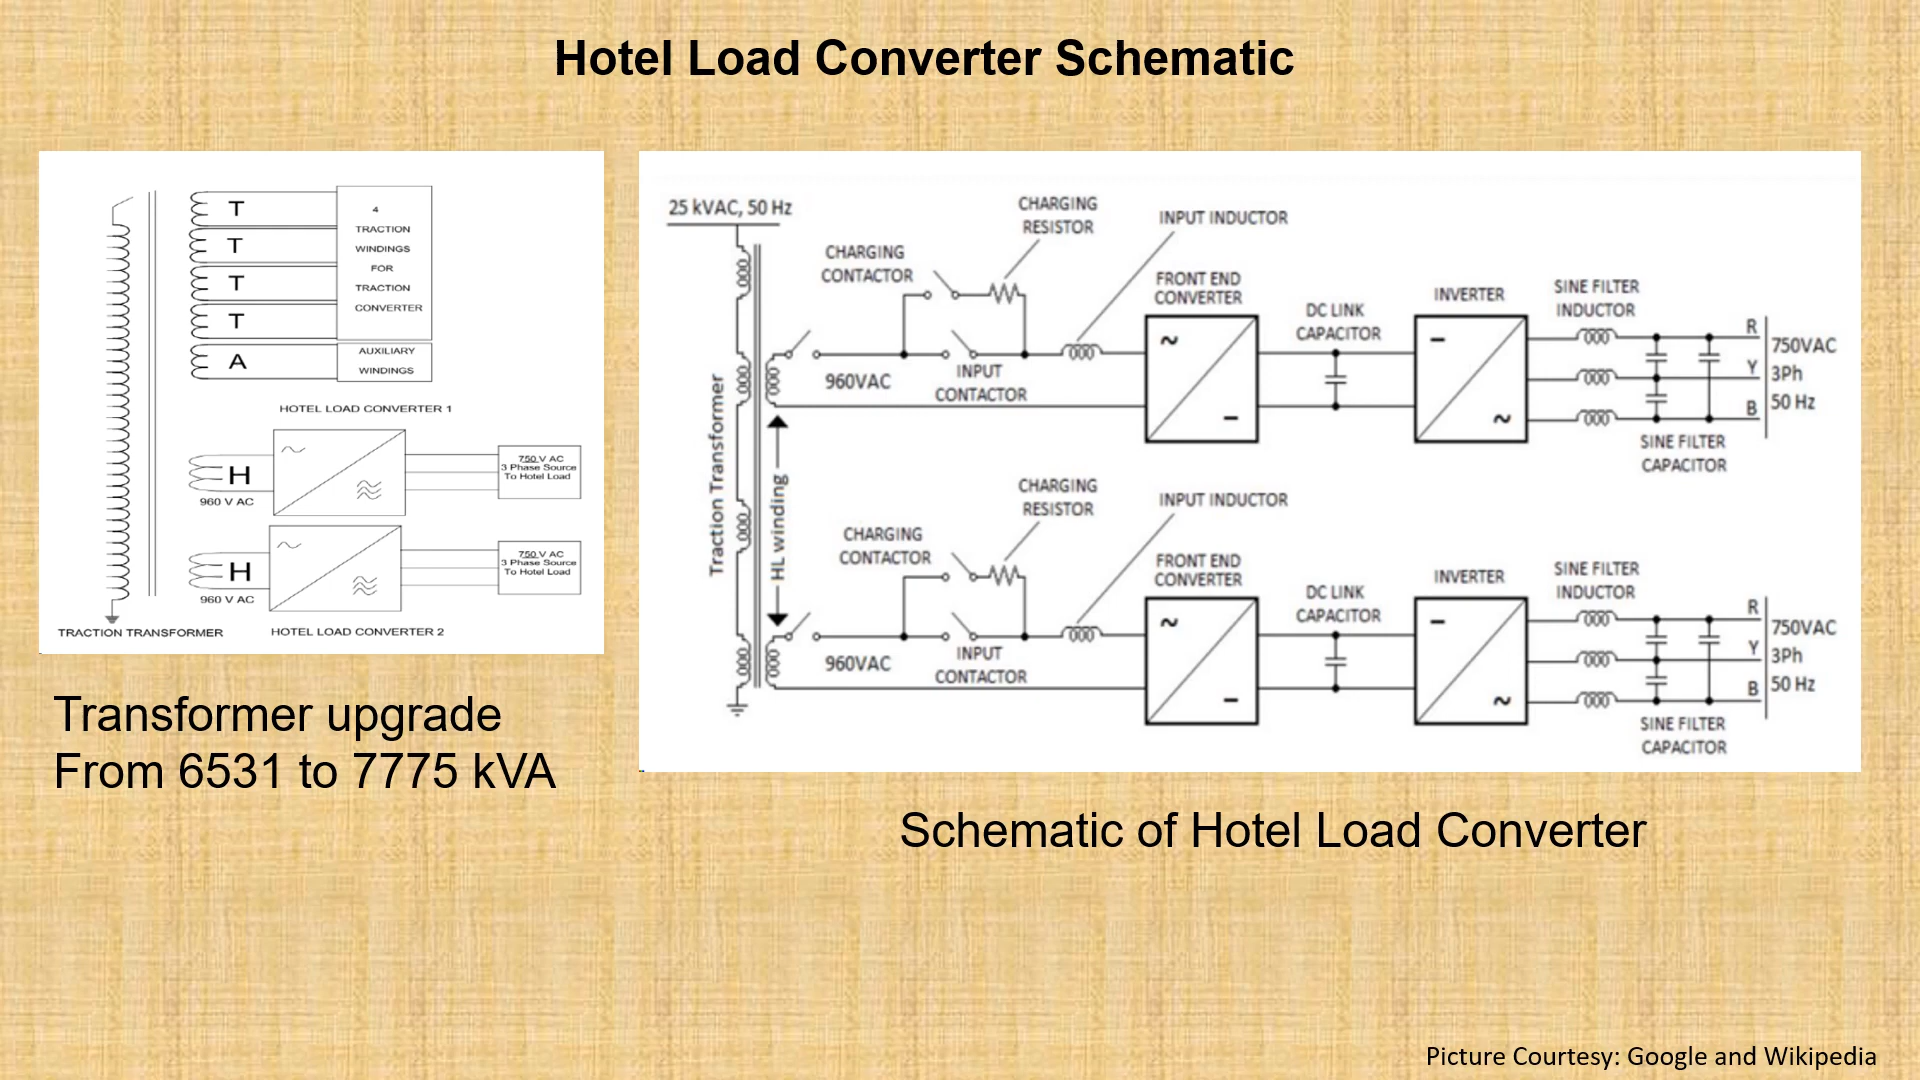 Hotel Load Converter Schematic
T
T
T
T
A
4
TRACTION
WINDINGS
FOR
TRACTION
CONVERTER
AUXILIARY
WINDINGS
HOTEL LOAD CONVERTER 1
H
960 V AC
750 V AC
3 Phase Source
To Hotel Load
H
960 V AC
750 V AC
3 Phase Source
To Hotel Load
TRACTION TRANSFORMER
HOTEL LOAD CONVERTER 2
Transformer upgrade
From 6531 to 7775 kVA
25 kVAC, 50 Hz
Traction Transformer
HL winding
CHARGING
CONTACTOR
CHARGING
RESISTOR
INPUT INDUCTOR
960VAC
INPUT
CONTACTOR
FRONT END
CONVERTER
DC LINK
CAPACITOR
INVERTER
SINE FILTER
INDUCTOR
R
Y
B
750VAC
3Ph
50 Hz
SINE FILTER
CAPACITOR
CHARGING
CONTACTOR
CHARGING
RESISTOR
INPUT INDUCTOR
960VAC
INPUT
CONTACTOR
FRONT END
CONVERTER
DC LINK
CAPACITOR
INVERTER
SINE FILTER
INDUCTOR
R
Y
B
750VAC
3Ph
50 Hz
SINE FILTER
CAPACITOR
Schematic of Hotel Load Converter
Picture Courtesy: Google and Wikipedia